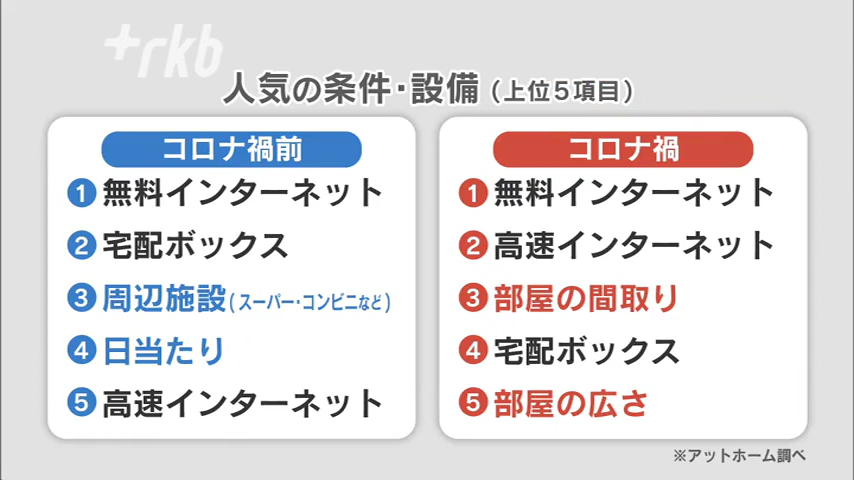 +rkb
人気の条件･設備 (上位5項目)
コロナ禍前
1 無料インターネット
2 宅配ボックス
3 周辺施設(スーパー･コンビニなど)
4 日当たり
5 高速インターネット
コロナ禍
1 無料インターネット
2 高速インターネット
3 部屋の間取り
4 宅配ボックス
5 部屋の広さ
※アットホーム調べ